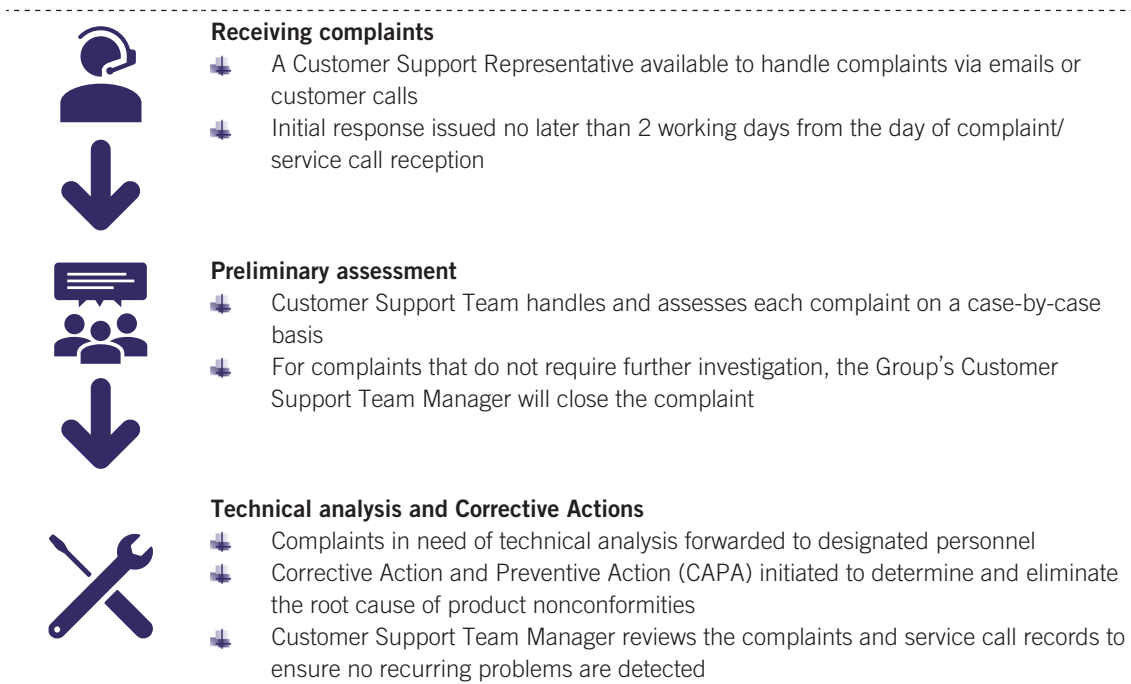 Receiving complaints
A Customer Support Representative available to handle complaints via emails or
customer calls
Initial response issued no later than 2 working days from the day of complaint/
service call reception
Preliminary assessment
Customer Support Team handles and assesses each complaint on a case-by-case
basis
For complaints that do not require further investigation, the Group’s Customer
Support Team Manager will close the complaint
Technical analysis and Corrective Actions
Complaints in need of technical analysis forwarded to designated personnel
Corrective Action and Preventive Action (CAPA) initiated to determine and eliminate
the root cause of product nonconformities
Customer Support Team Manager reviews the complaints and service call records to
ensure no recurring problems are detected